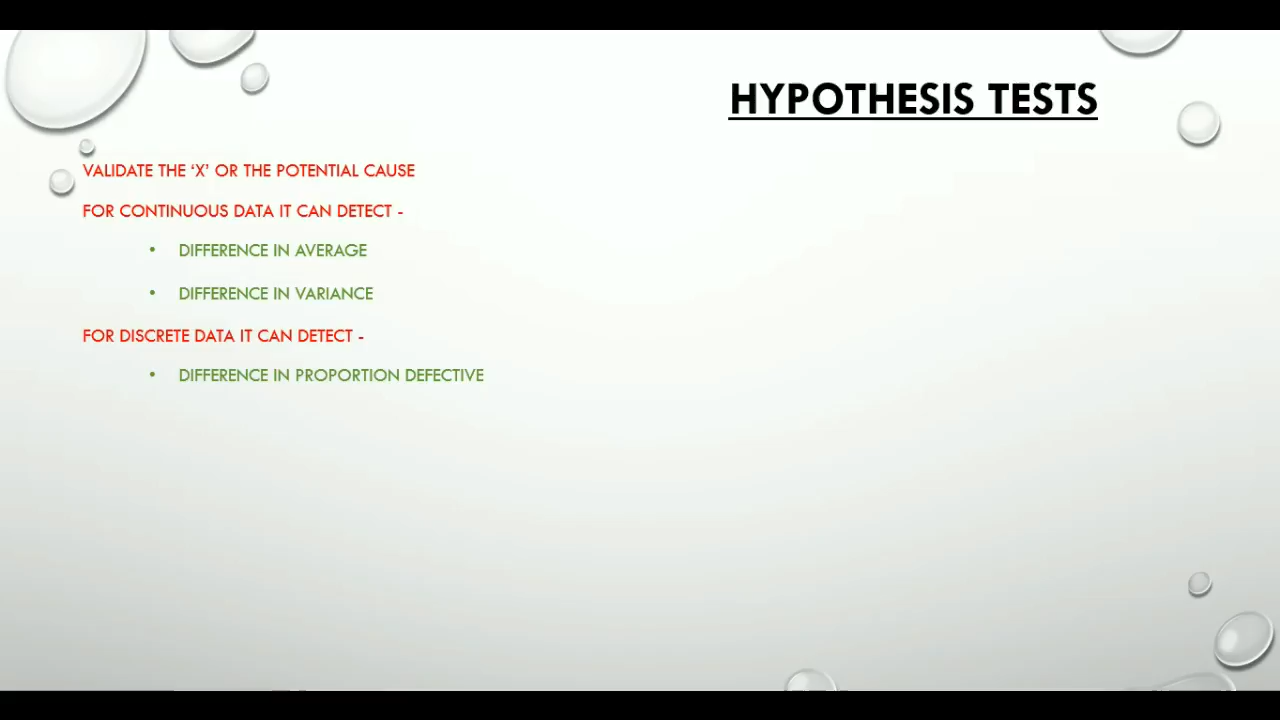 HYPOTHESIS TESTS
VALIDATE THE ‘X’ OR THE POTENTIAL CAUSE
FOR CONTINUOUS DATA IT CAN DETECT -
• DIFFERENCE IN AVERAGE
• DIFFERENCE IN VARIANCE
FOR DISCRETE DATA IT CAN DETECT -
• DIFFERENCE IN PROPORTION DEFECTIVE